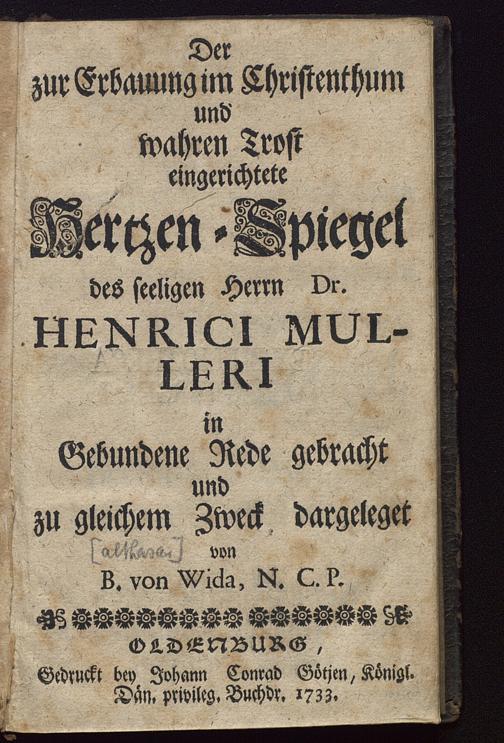 Der
zur Erbauung im Christenthum
und
wahren Trost
eingerichtete
Hertzen-Spiegel
des seeligen Herrn Dr.
HENRICI MUL-
LERI
in
Gebundene Rede gebracht
und
zu gleichem Zweck dargeleget
[althasar] von
B. von Wida, N. C. P.
OLDENBURG,
Gedruckt bey Johann Conrad Götjen, Königl.
Dän. privileg. Buchdr. 1733.